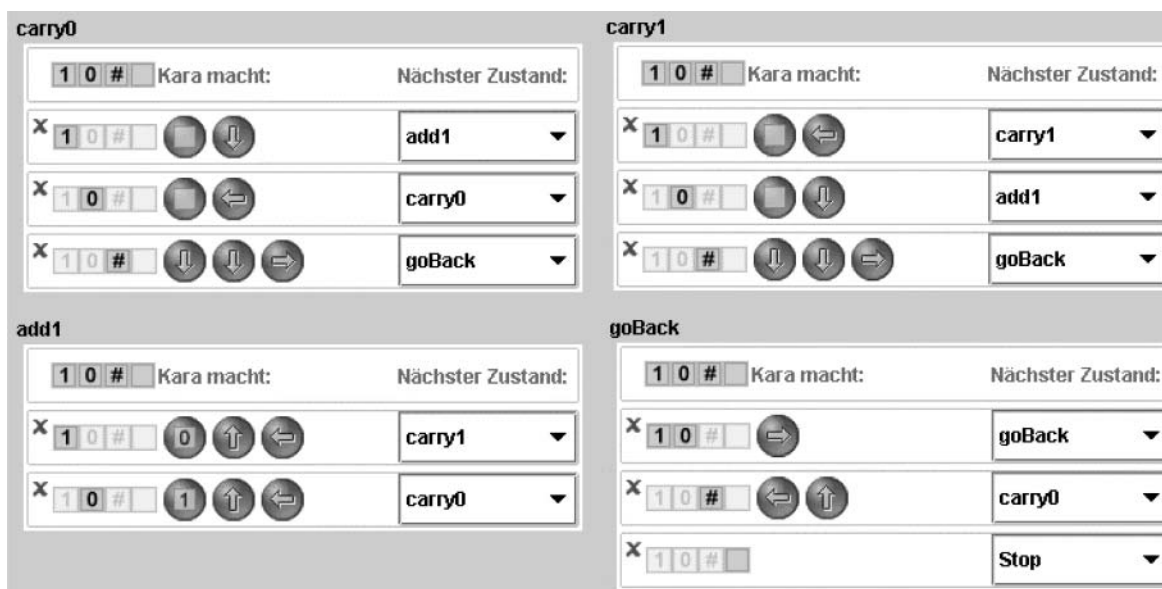 carry0
1 0 # Kara macht: Nächster Zustand:
1 0 # add1
1 0 # carry0
1 0 # goBack
carry1
1 0 # Kara macht: Nächster Zustand:
1 0 # carry1
1 0 # add1
1 0 # goBack
add1
1 0 # Kara macht: Nächster Zustand:
1 0 # 0 carry1
1 0 # 1 carry0
goBack
1 0 # Kara macht: Nächster Zustand:
1 0 # goBack
1 0 # carry0
1 0 # Stop